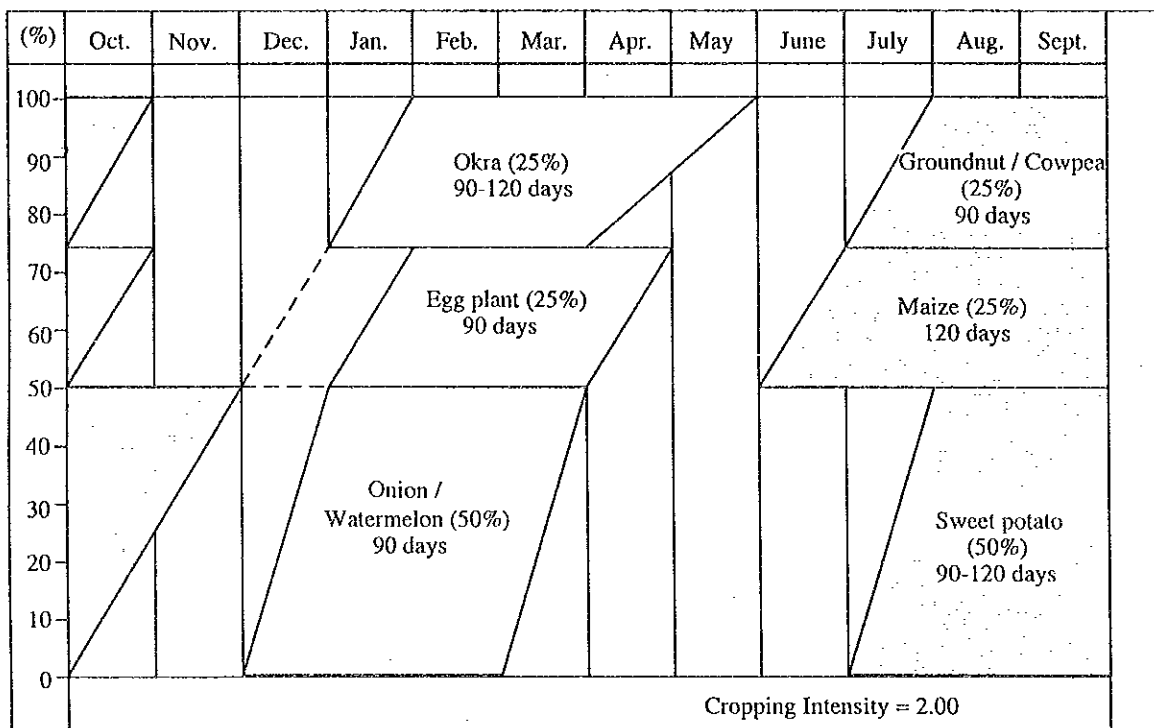 (%) Oct. Nov. Dec. Jan. Feb. Mar. Apr. May June July Aug. Sept.
100
90
80
70
60
50
40
30
20
10
0
Okra (25%)
90-120 days
Groundnut / Cowpea
(25%)
90 days
Egg plant (25%)
90 days
Maize (25%)
120 days
Onion /
Watermelon (50%)
90 days
Sweet potato
(50%)
90-120 days
Cropping Intensity = 2.00